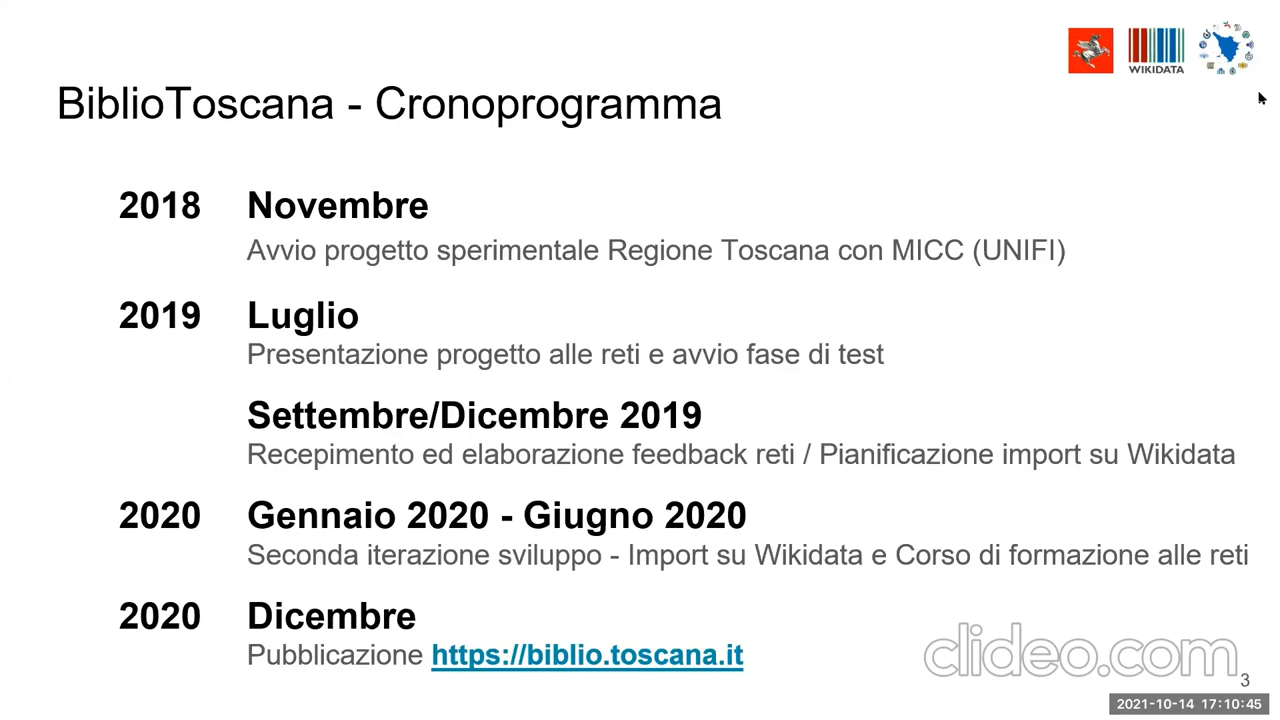 WIKIDATA
BiblioToscana - Cronoprogramma
2018 Novembre
Avvio progetto sperimentale Regione Toscana con MICC (UNIFI)
2019 Luglio
Presentazione progetto alle reti e avvio fase di test
Settembre/Dicembre 2019
Recepimento ed elaborazione feedback reti / Pianificazione import su Wikidata
2020 Gennaio 2020 - Giugno 2020
Seconda iterazione sviluppo - Import su Wikidata e Corso di formazione alle reti
2020 Dicembre
Pubblicazione https://biblio.toscana.it
clideo.com
3
2021-10-14 17:10:45